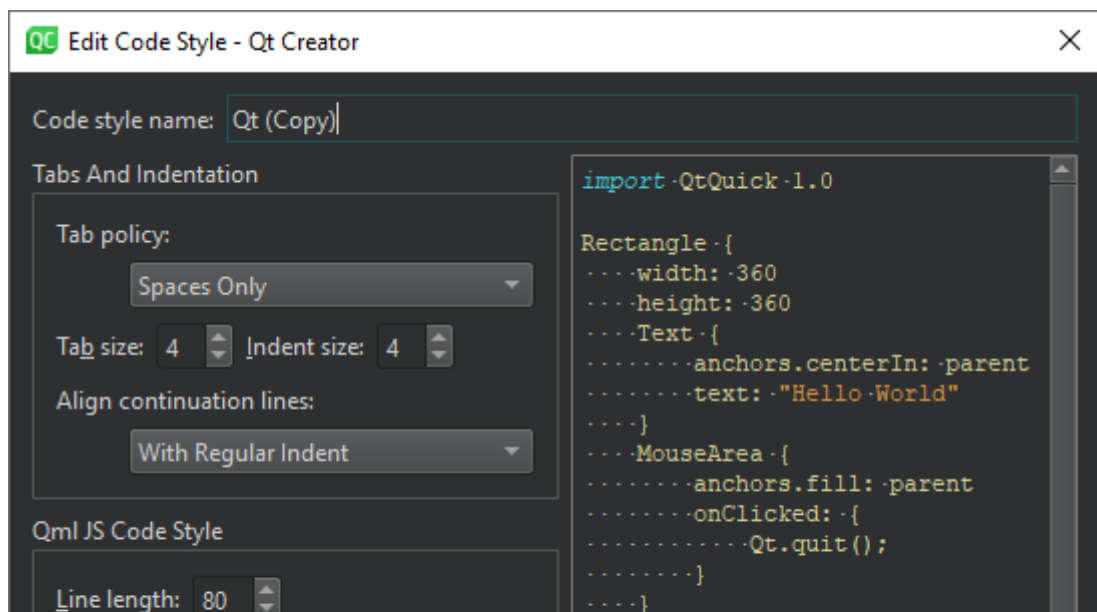 QC Edit Code Style - Qt Creator
Code style name: Qt (Copy)
Tabs And Indentation
Tab policy:
Spaces Only
Tab size: 4 Indent size: 4
Align continuation lines:
With Regular Indent
Qml JS Code Style
Line length: 80
import·QtQuick·1.0

Rectangle·{
····width:·360
····height:·360
····Text·{
········anchors.centerIn:·parent
········text:·"Hello·World"
····}
····MouseArea·{
········anchors.fill:·parent
········onClicked:·{
············Qt.quit();
········}
····}